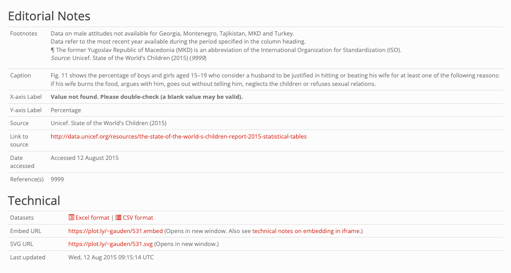 Editorial Notes
Footnotes
Data on male attitudes not available for Georgia, Montenegro, Tajikistan, MKD and Turkey.
Data refer to the most recent year available during the period specified in the column heading.
¶ The former Yugoslav Republic of Macedonia (MKD) is an abbreviation of the International Organization for Standardization (ISO).
Source: Unicef. State of the World's Children (2015) (9999)
Caption
Fig. 11 shows the percentage of boys and girls aged 15–19 who consider a husband to be justified in hitting or beating his wife for at least one of the following reasons:
if his wife burns the food, argues with him, goes out without telling him, neglects the children or refuses sexual relations.
X-axis Label
Value not found. Please double-check (a blank value may be valid).
Y-axis Label
Percentage
Source
Unicef. State of the World's Children (2015)
Link to
source
http://data.unicef.org/resources/the-state-of-the-world-s-children-report-2015-statistical-tables
Date
accessed
Accessed 12 August 2015
Reference(s)
9999
Technical
Datasets
Excel format | CSV format
Embed URL
https://plot.ly/~gauden/531.embed (Opens in new window. Also see technical notes on embedding in iframe.)
SVG URL
https://plot.ly/~gauden/531.svg (Opens in new window.)
Last updated
Wed, 12 Aug 2015 09:15:14 UTC